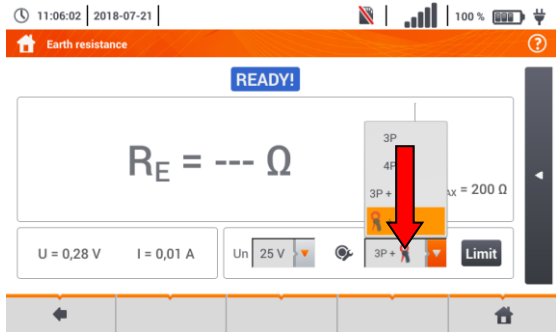 11:06:02 2018-07-21 100 %
Earth resistance
READY!
3P
4P
3P +
RE = --- Ω
= 200 Ω
U = 0,28 V I = 0,01 A Un 25 V 3P + Limit